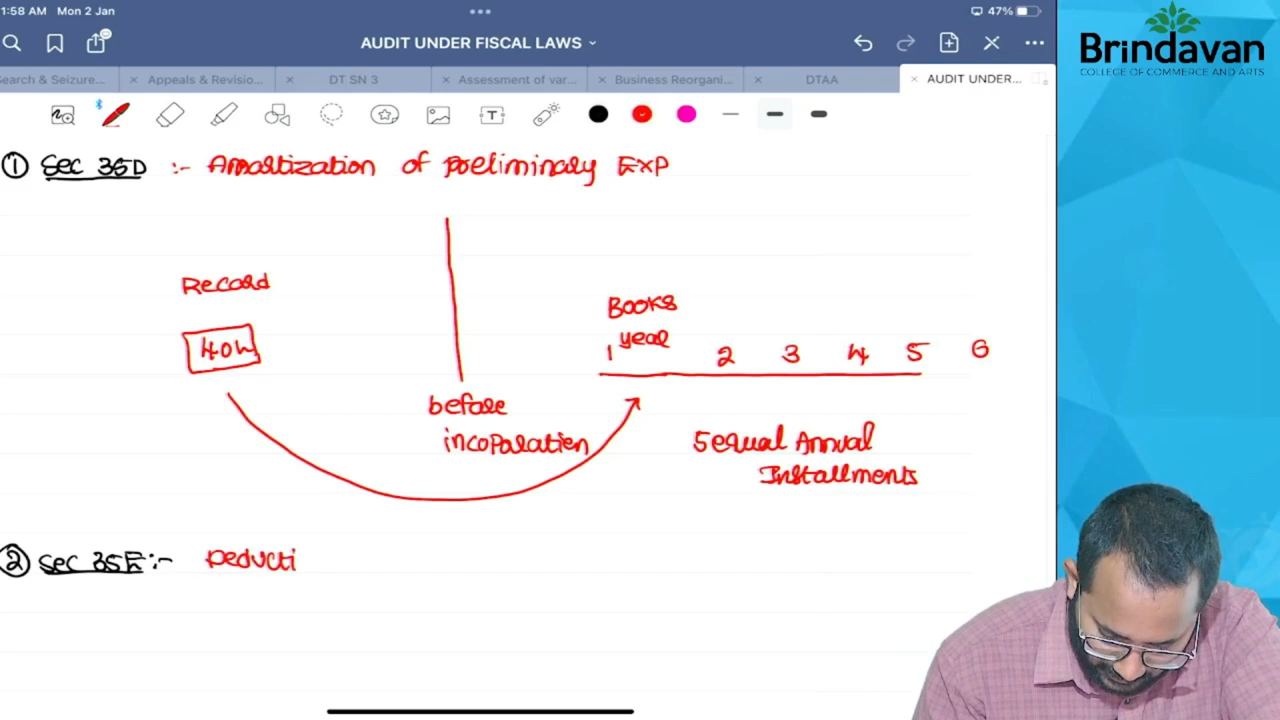 1:58 AM Mon 2 Jan
47%
AUDIT UNDER FISCAL LAWS
earch & Seizure...
Appeals & Revisio...
DT SN 3
Assessment of var...
Business Reorgani...
DTAA
AUDIT UNDER...
Brindavan
COLLEGE OF COMMERCE AND ARTS
① Sec 35D :- Amortization of preliminary EXP
Record
40L
before
incoporation
Books
year
1 2 3 4 5 6
5 equal Annual
Installments
② Sec 35E :- Deducti